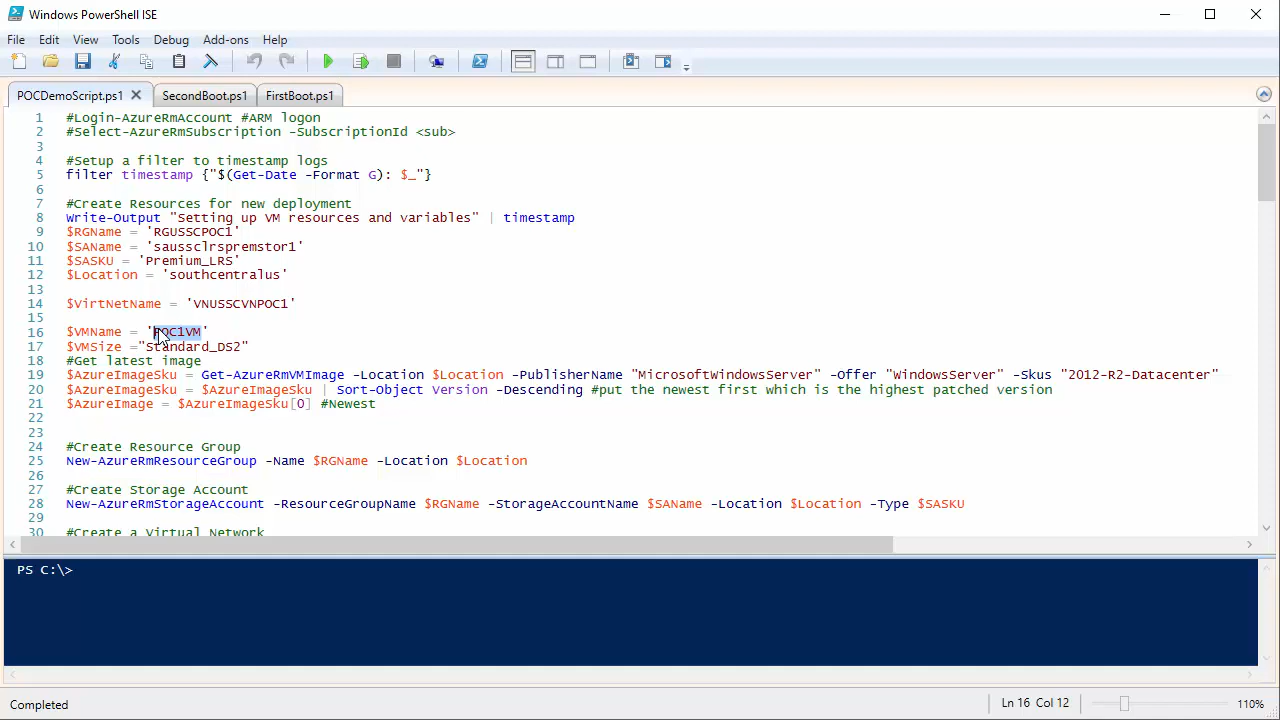 Windows PowerShell ISE
File Edit View Tools Debug Add-ons Help
POCDemoScript.ps1 SecondBoot.ps1 FirstBoot.ps1
1 #Login-AzureRmAccount #ARM logon
2 #Select-AzureRmSubscription -SubscriptionId <sub>
3
4 #Setup a filter to timestamp logs
5 filter timestamp {"$(Get-Date -Format G): $_"}
6
7 #Create Resources for new deployment
8 Write-Output "Setting up VM resources and variables" | timestamp
9 $RGName = 'RGUSSCPOC1'
10 $SAName = 'saussclrspremstor1'
11 $SASKU = 'Premium_LRS'
12 $Location = 'southcentralus'
13
14 $VirtNetName = 'VNUSSCVNPOC1'
15
16 $VMName = 'POC1VM'
17 $VMSize ="Standard_DS2"
18 #Get latest image
19 $AzureImageSku = Get-AzureRmVMImage -Location $Location -PublisherName "MicrosoftWindowsServer" -Offer "WindowsServer" -Skus "2012-R2-Datacenter"
20 $AzureImageSku = $AzureImageSku | Sort-Object Version -Descending #put the newest first which is the highest patched version
21 $AzureImage = $AzureImageSku[0] #Newest
22
23
24 #Create Resource Group
25 New-AzureRmResourceGroup -Name $RGName -Location $Location
26
27 #Create Storage Account
28 New-AzureRmStorageAccount -ResourceGroupName $RGName -StorageAccountName $SAName -Location $Location -Type $SASKU
29
30 #Create a Virtual Network
PS C:\>
Completed Ln 16 Col 12 110%